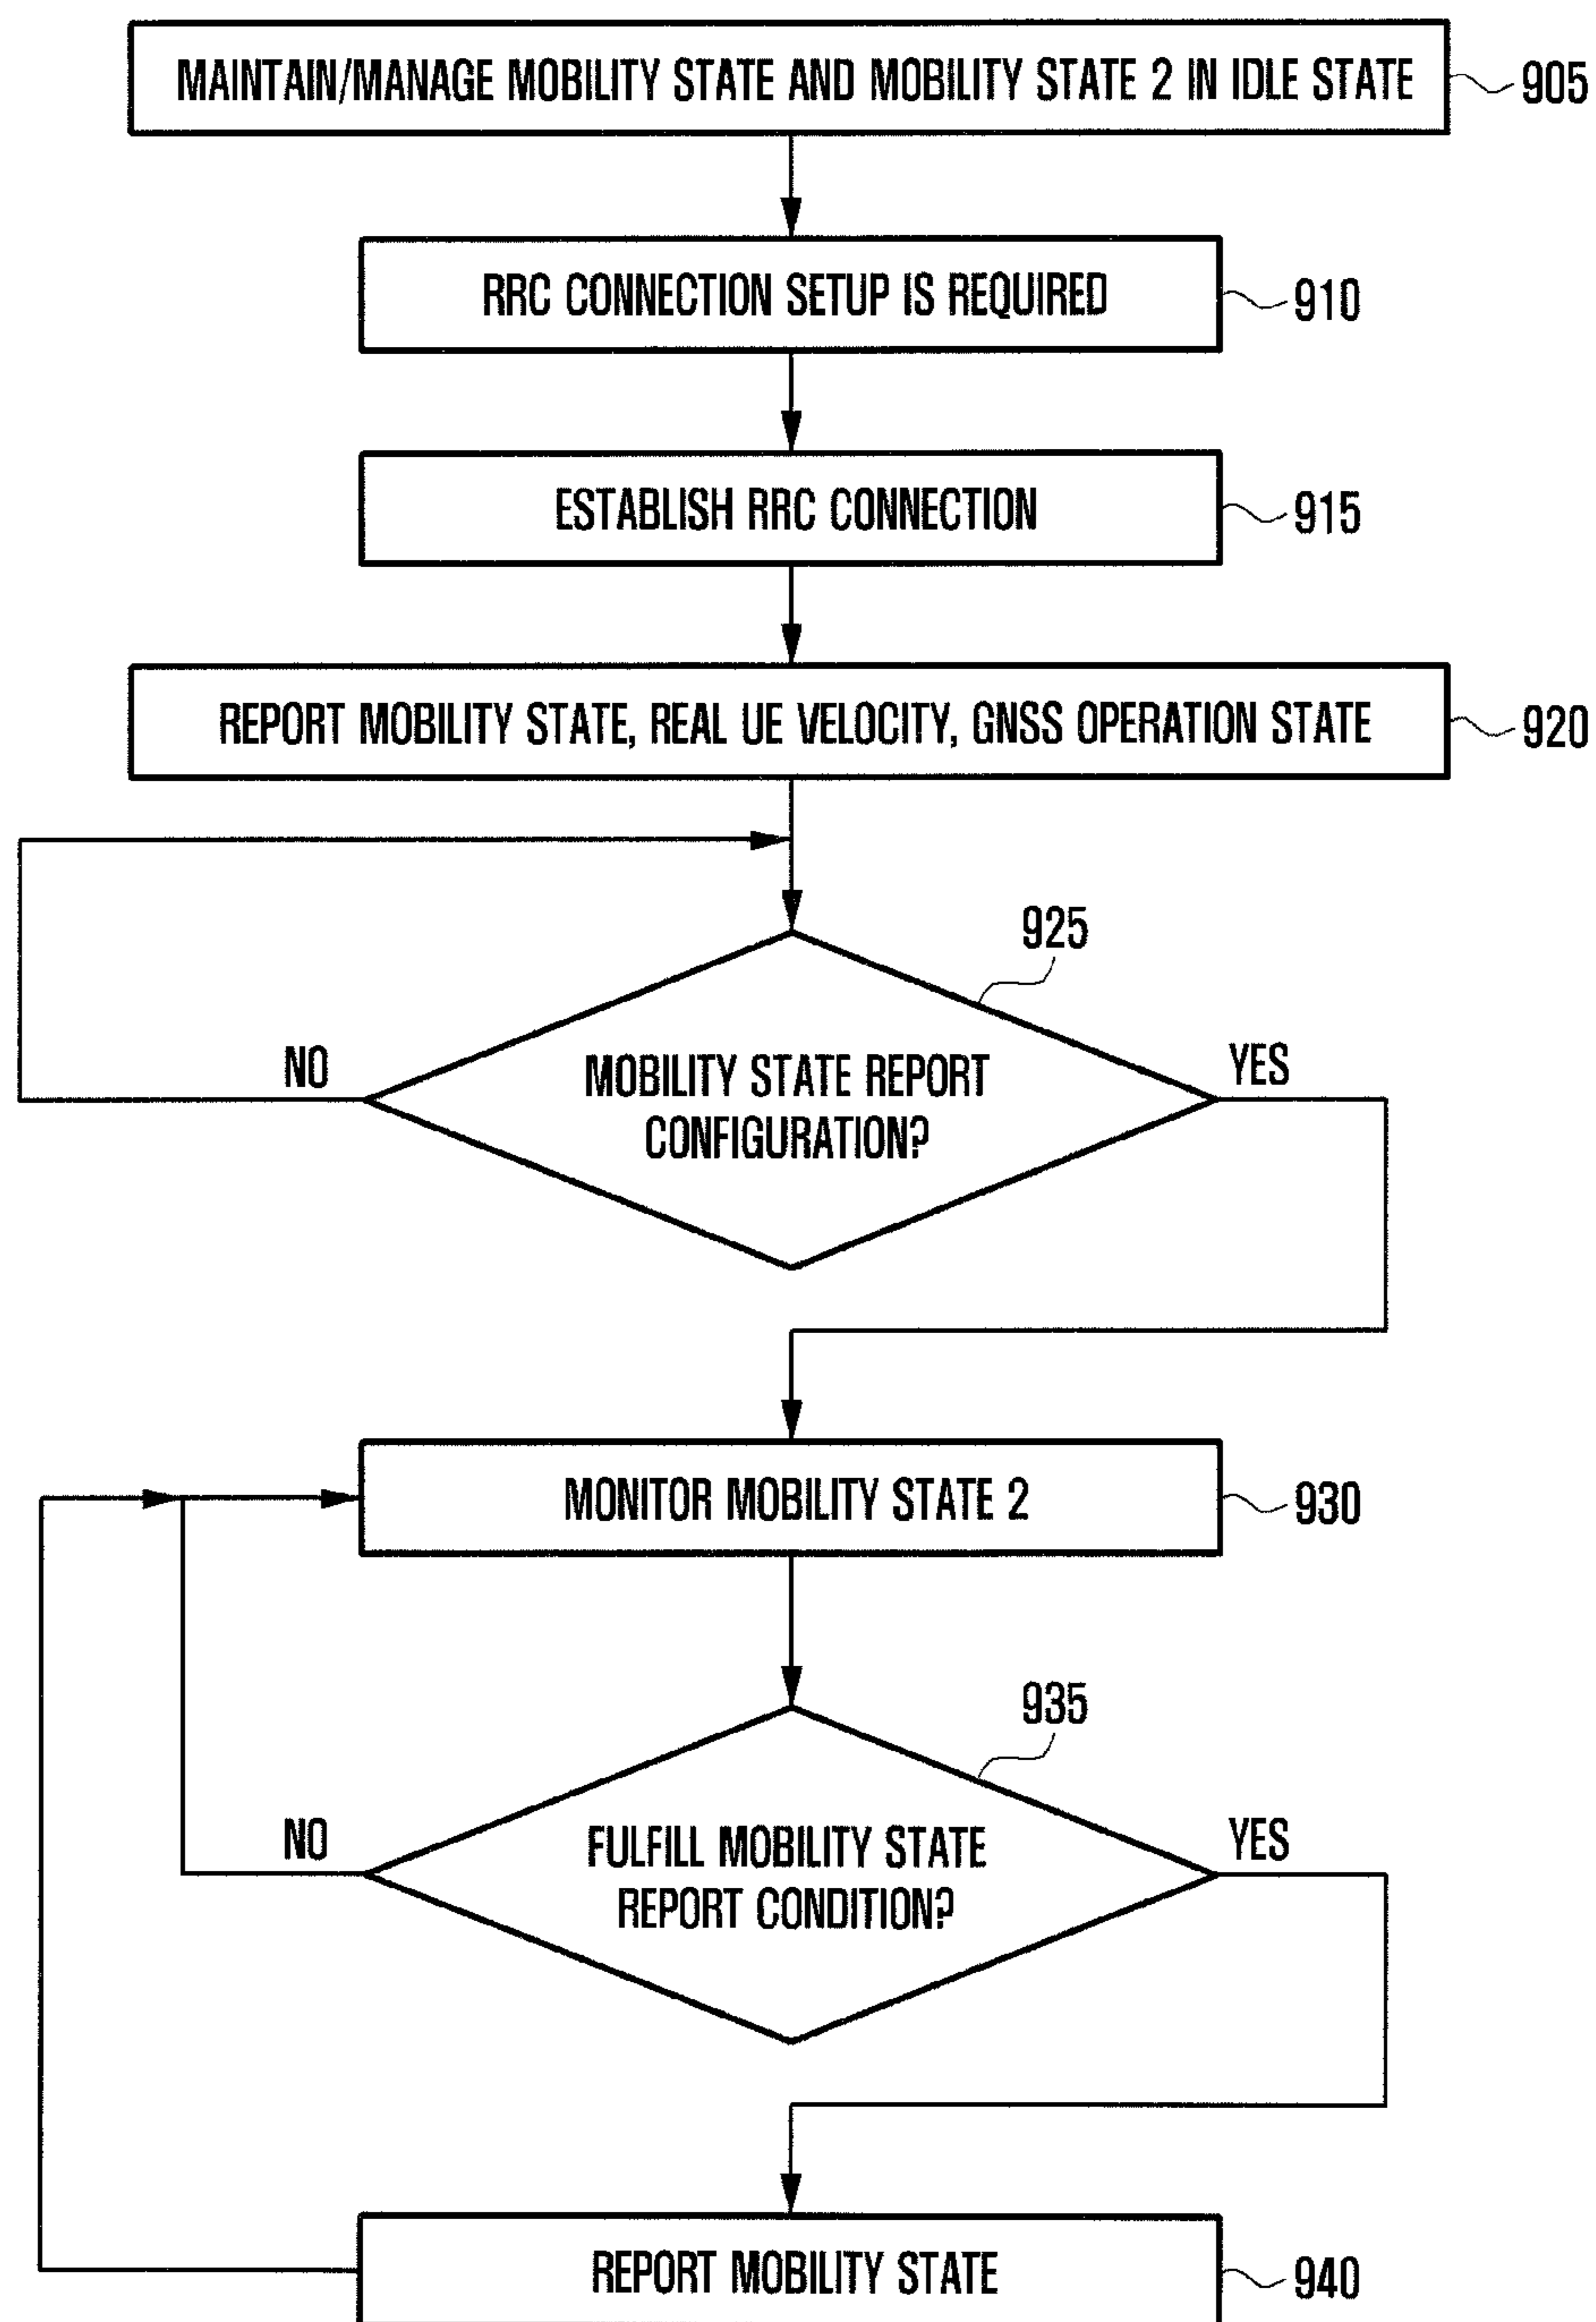 MAINTAIN/MANAGE MOBILITY STATE AND MOBILITY STATE 2 IN IDLE STATE
905
RRC CONNECTION SETUP IS REQUIRED
910
ESTABLISH RRC CONNECTION
915
REPORT MOBILITY STATE, REAL UE VELOCITY, GNSS OPERATION STATE
920
925
NO
MOBILITY STATE REPORT
CONFIGURATION?
YES
MONITOR MOBILITY STATE 2
930
935
NO
FULFILL MOBILITY STATE
REPORT CONDITION?
YES
REPORT MOBILITY STATE
940